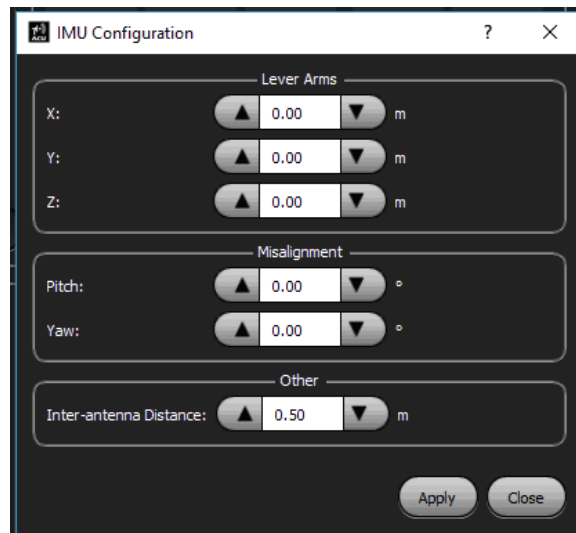 IMU Configuration ?
Lever Arms
X: 0.00 m
Y: 0.00 m
Z: 0.00 m
Misalignment
Pitch: 0.00 °
Yaw: 0.00 °
Other
Inter-antenna Distance: 0.50 m
Apply Close